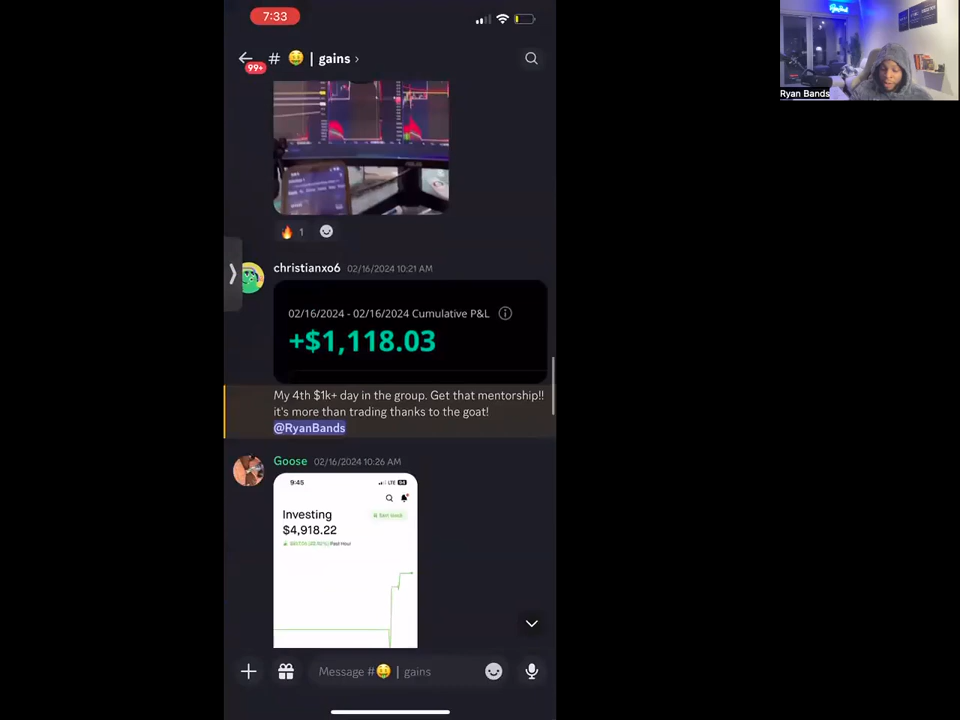 7:33
99+
# 🤑 | gains ›
🔥 1
christianxo6 02/16/2024 10:21 AM
02/16/2024 - 02/16/2024 Cumulative P&L
+$1,118.03
My 4th $1k+ day in the group. Get that mentorship!!
it's more than trading thanks to the goat!
@RyanBands
Goose 02/16/2024 10:26 AM
9:45
LTE
Investing
$4,918.22
Past Hour
Message #🤑 | gains
Ryan Bands